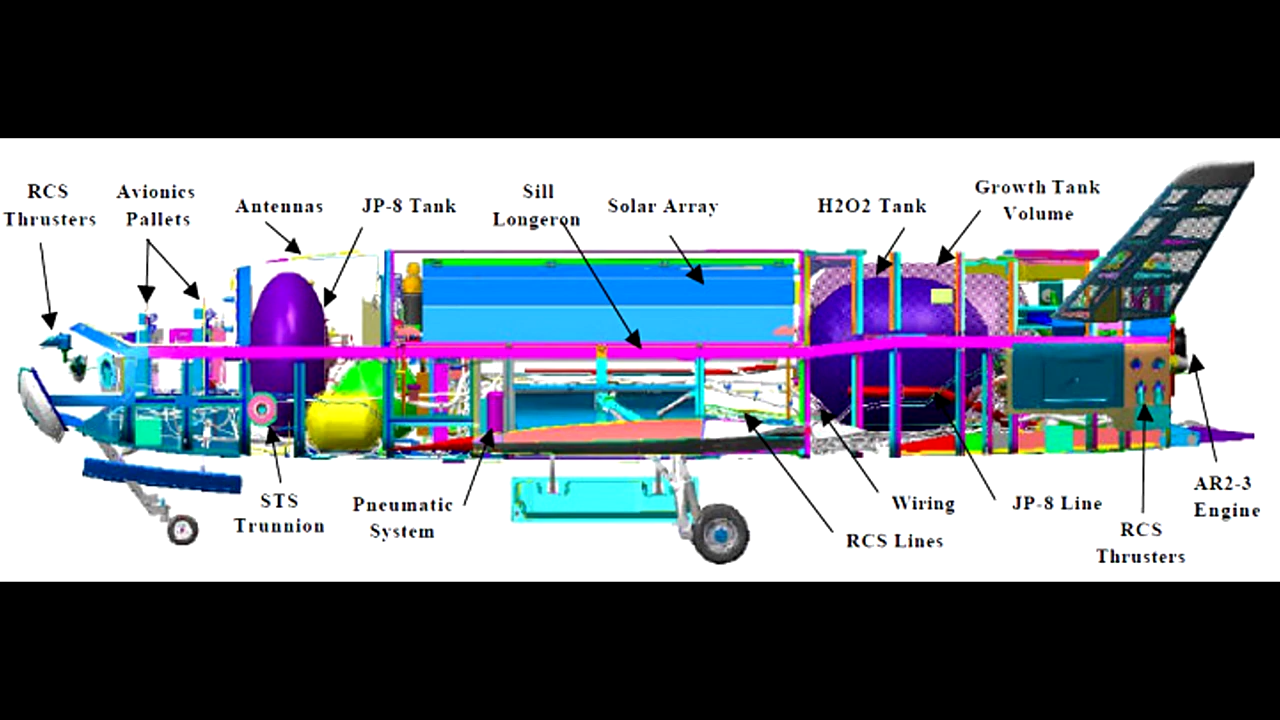 RCS
Thrusters
Avionics
Pallets
Antennas
JP-8 Tank
Sill
Longeron
Solar Array
H2O2 Tank
Growth Tank
Volume
STS
Trunnion
Pneumatic
System
RCS Lines
Wiring
JP-8 Line
RCS
Thrusters
AR2-3
Engine